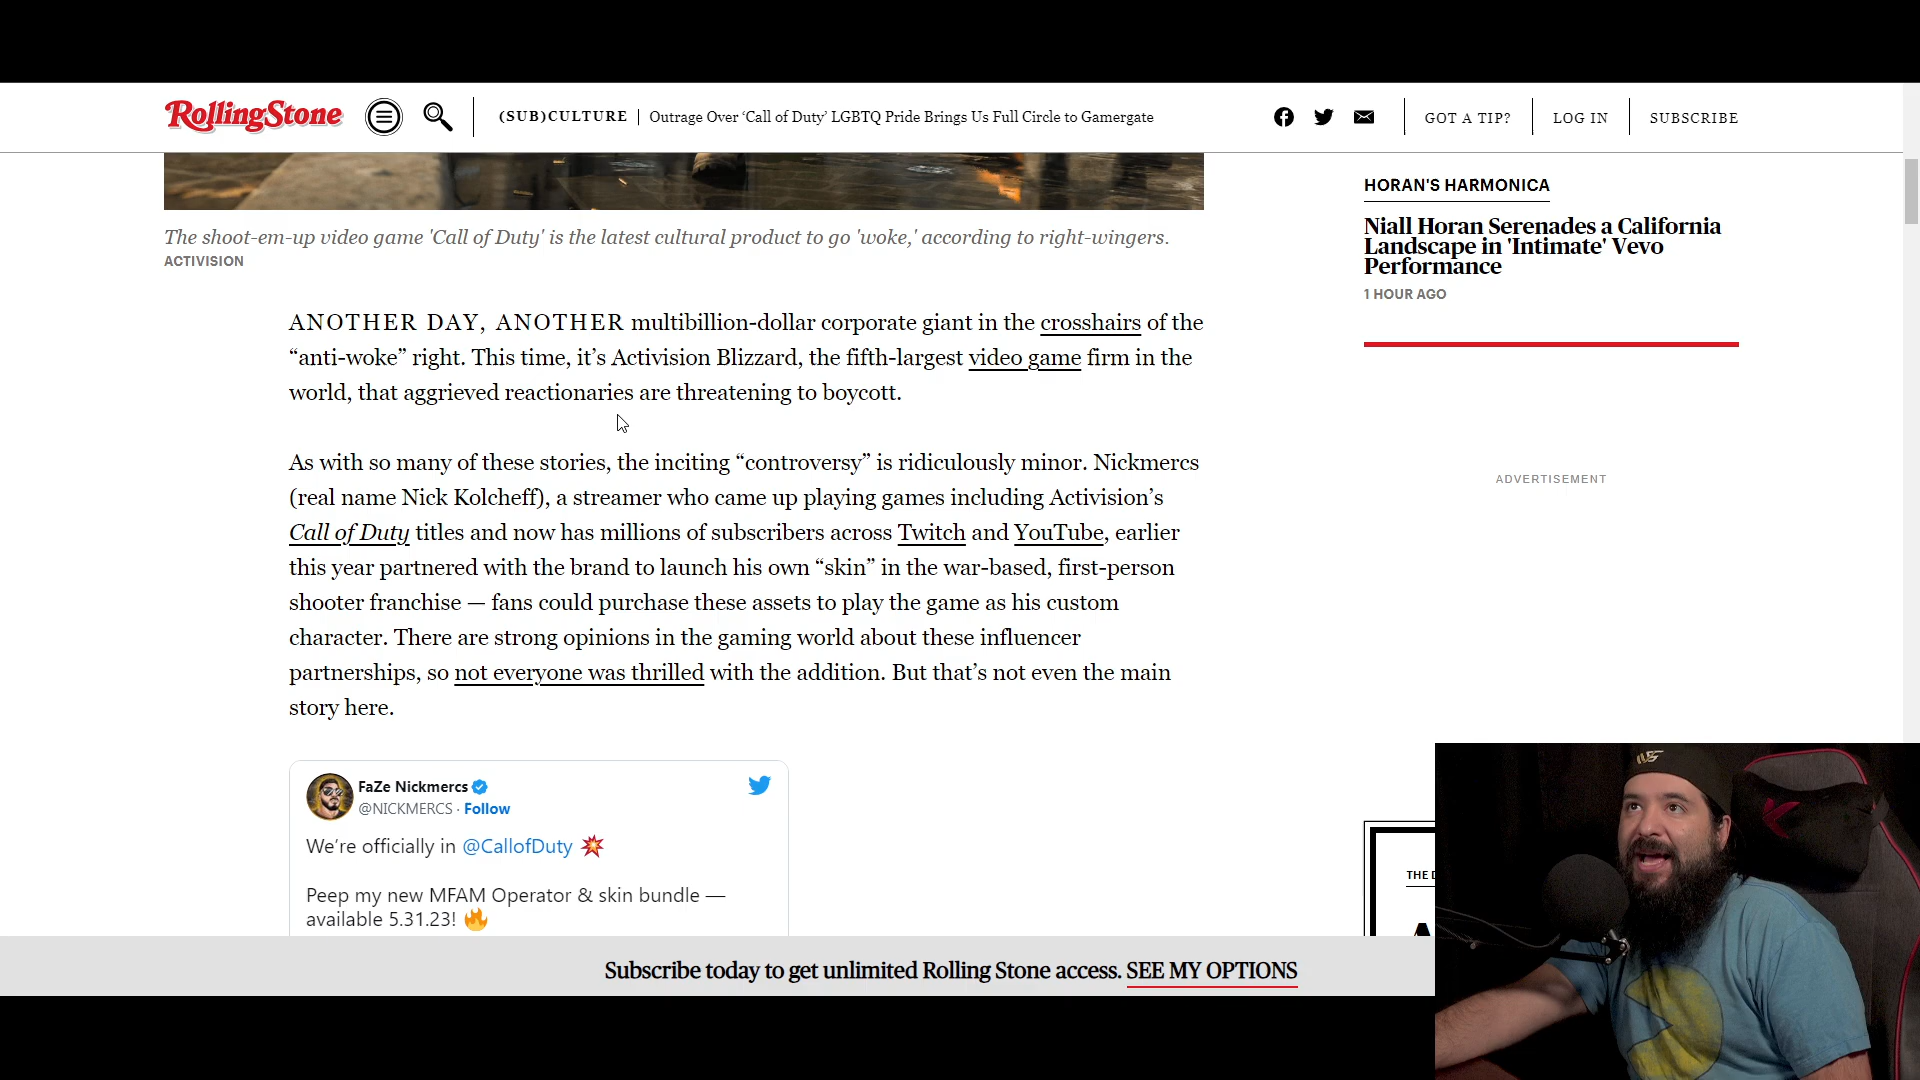 RollingStone
(SUB)CULTURE | Outrage Over ‘Call of Duty’ LGBTQ Pride Brings Us Full Circle to Gamergate
GOT A TIP?
LOG IN
SUBSCRIBE
The shoot-em-up video game 'Call of Duty' is the latest cultural product to go 'woke,' according to right-wingers.
ACTIVISION
ANOTHER DAY, ANOTHER multibillion-dollar corporate giant in the crosshairs of the
“anti-woke” right. This time, it’s Activision Blizzard, the fifth-largest video game firm in the
world, that aggrieved reactionaries are threatening to boycott.
As with so many of these stories, the inciting “controversy” is ridiculously minor. Nickmercs
(real name Nick Kolcheff), a streamer who came up playing games including Activision’s
Call of Duty titles and now has millions of subscribers across Twitch and YouTube, earlier
this year partnered with the brand to launch his own “skin” in the war-based, first-person
shooter franchise — fans could purchase these assets to play the game as his custom
character. There are strong opinions in the gaming world about these influencer
partnerships, so not everyone was thrilled with the addition. But that’s not even the main
story here.
FaZe Nickmercs
@NICKMERCS · Follow
We’re officially in @CallofDuty 💥
Peep my new MFAM Operator & skin bundle —
available 5.31.23! 🔥
HORAN'S HARMONICA
Niall Horan Serenades a California
Landscape in 'Intimate' Vevo
Performance
1 HOUR AGO
ADVERTISEMENT
THE
Subscribe today to get unlimited Rolling Stone access. SEE MY OPTIONS